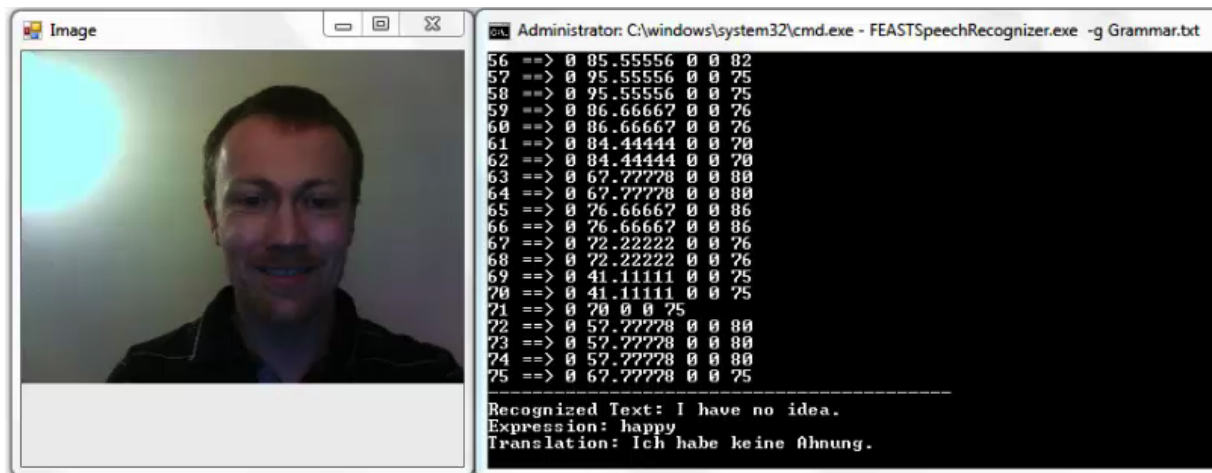 Image
Administrator: C:\windows\system32\cmd.exe - FEASTSpeechRecognizer.exe -g Grammar.txt
56 ==> 0 85.55556 0 0 82
57 ==> 0 95.55556 0 0 75
58 ==> 0 95.55556 0 0 75
59 ==> 0 86.66667 0 0 76
60 ==> 0 86.66667 0 0 76
61 ==> 0 84.44444 0 0 70
62 ==> 0 84.44444 0 0 70
63 ==> 0 67.77778 0 0 80
64 ==> 0 67.77778 0 0 80
65 ==> 0 76.66667 0 0 86
66 ==> 0 76.66667 0 0 86
67 ==> 0 72.22222 0 0 76
68 ==> 0 72.22222 0 0 76
69 ==> 0 41.11111 0 0 75
70 ==> 0 41.11111 0 0 75
71 ==> 0 70 0 0 75
72 ==> 0 57.77778 0 0 80
73 ==> 0 57.77778 0 0 80
74 ==> 0 57.77778 0 0 80
75 ==> 0 67.77778 0 0 75
Recognized Text: I have no idea.
Expression: happy
Translation: Ich habe keine Ahnung.